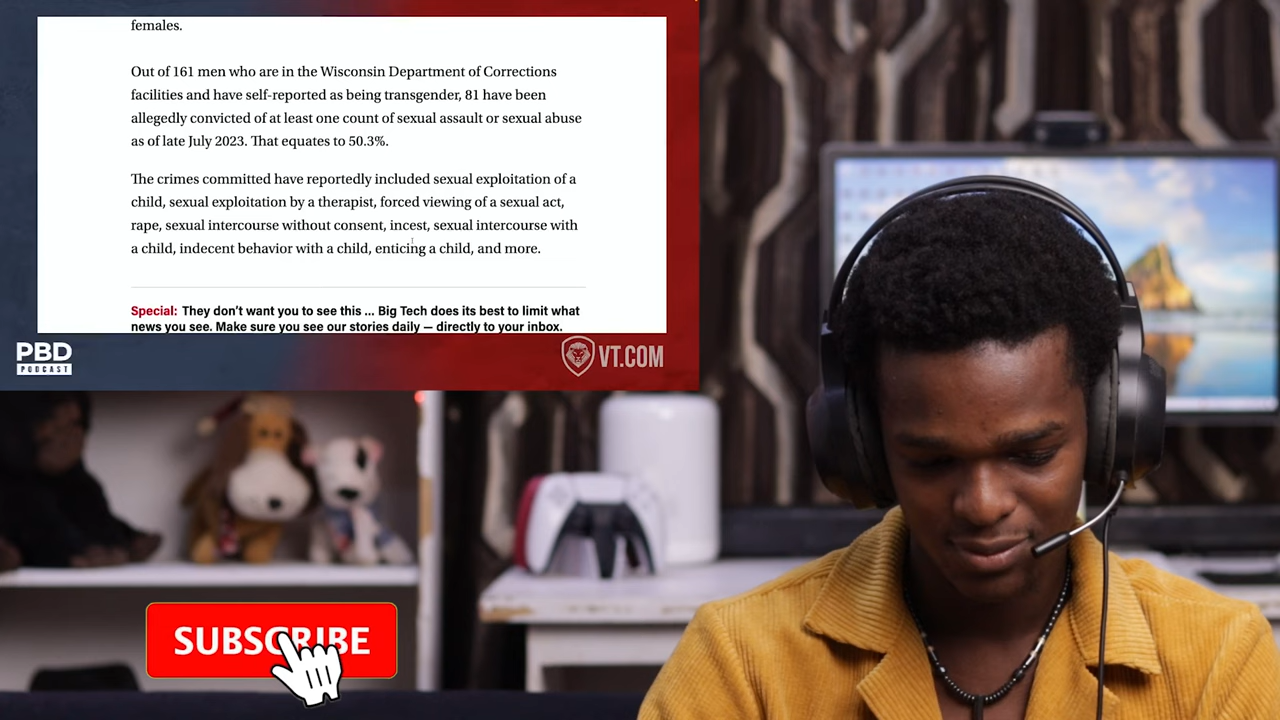 females.
Out of 161 men who are in the Wisconsin Department of Corrections
facilities and have self-reported as being transgender, 81 have been
allegedly convicted of at least one count of sexual assault or sexual abuse
as of late July 2023. That equates to 50.3%.
The crimes committed have reportedly included sexual exploitation of a
child, sexual exploitation by a therapist, forced viewing of a sexual act,
rape, sexual intercourse without consent, incest, sexual intercourse with
a child, indecent behavior with a child, enticing a child, and more.
Special: They don't want you to see this ... Big Tech does its best to limit what
news you see. Make sure you see our stories daily — directly to your inbox.
PBD
PODCAST
VT.COM
SUBSCRIBE